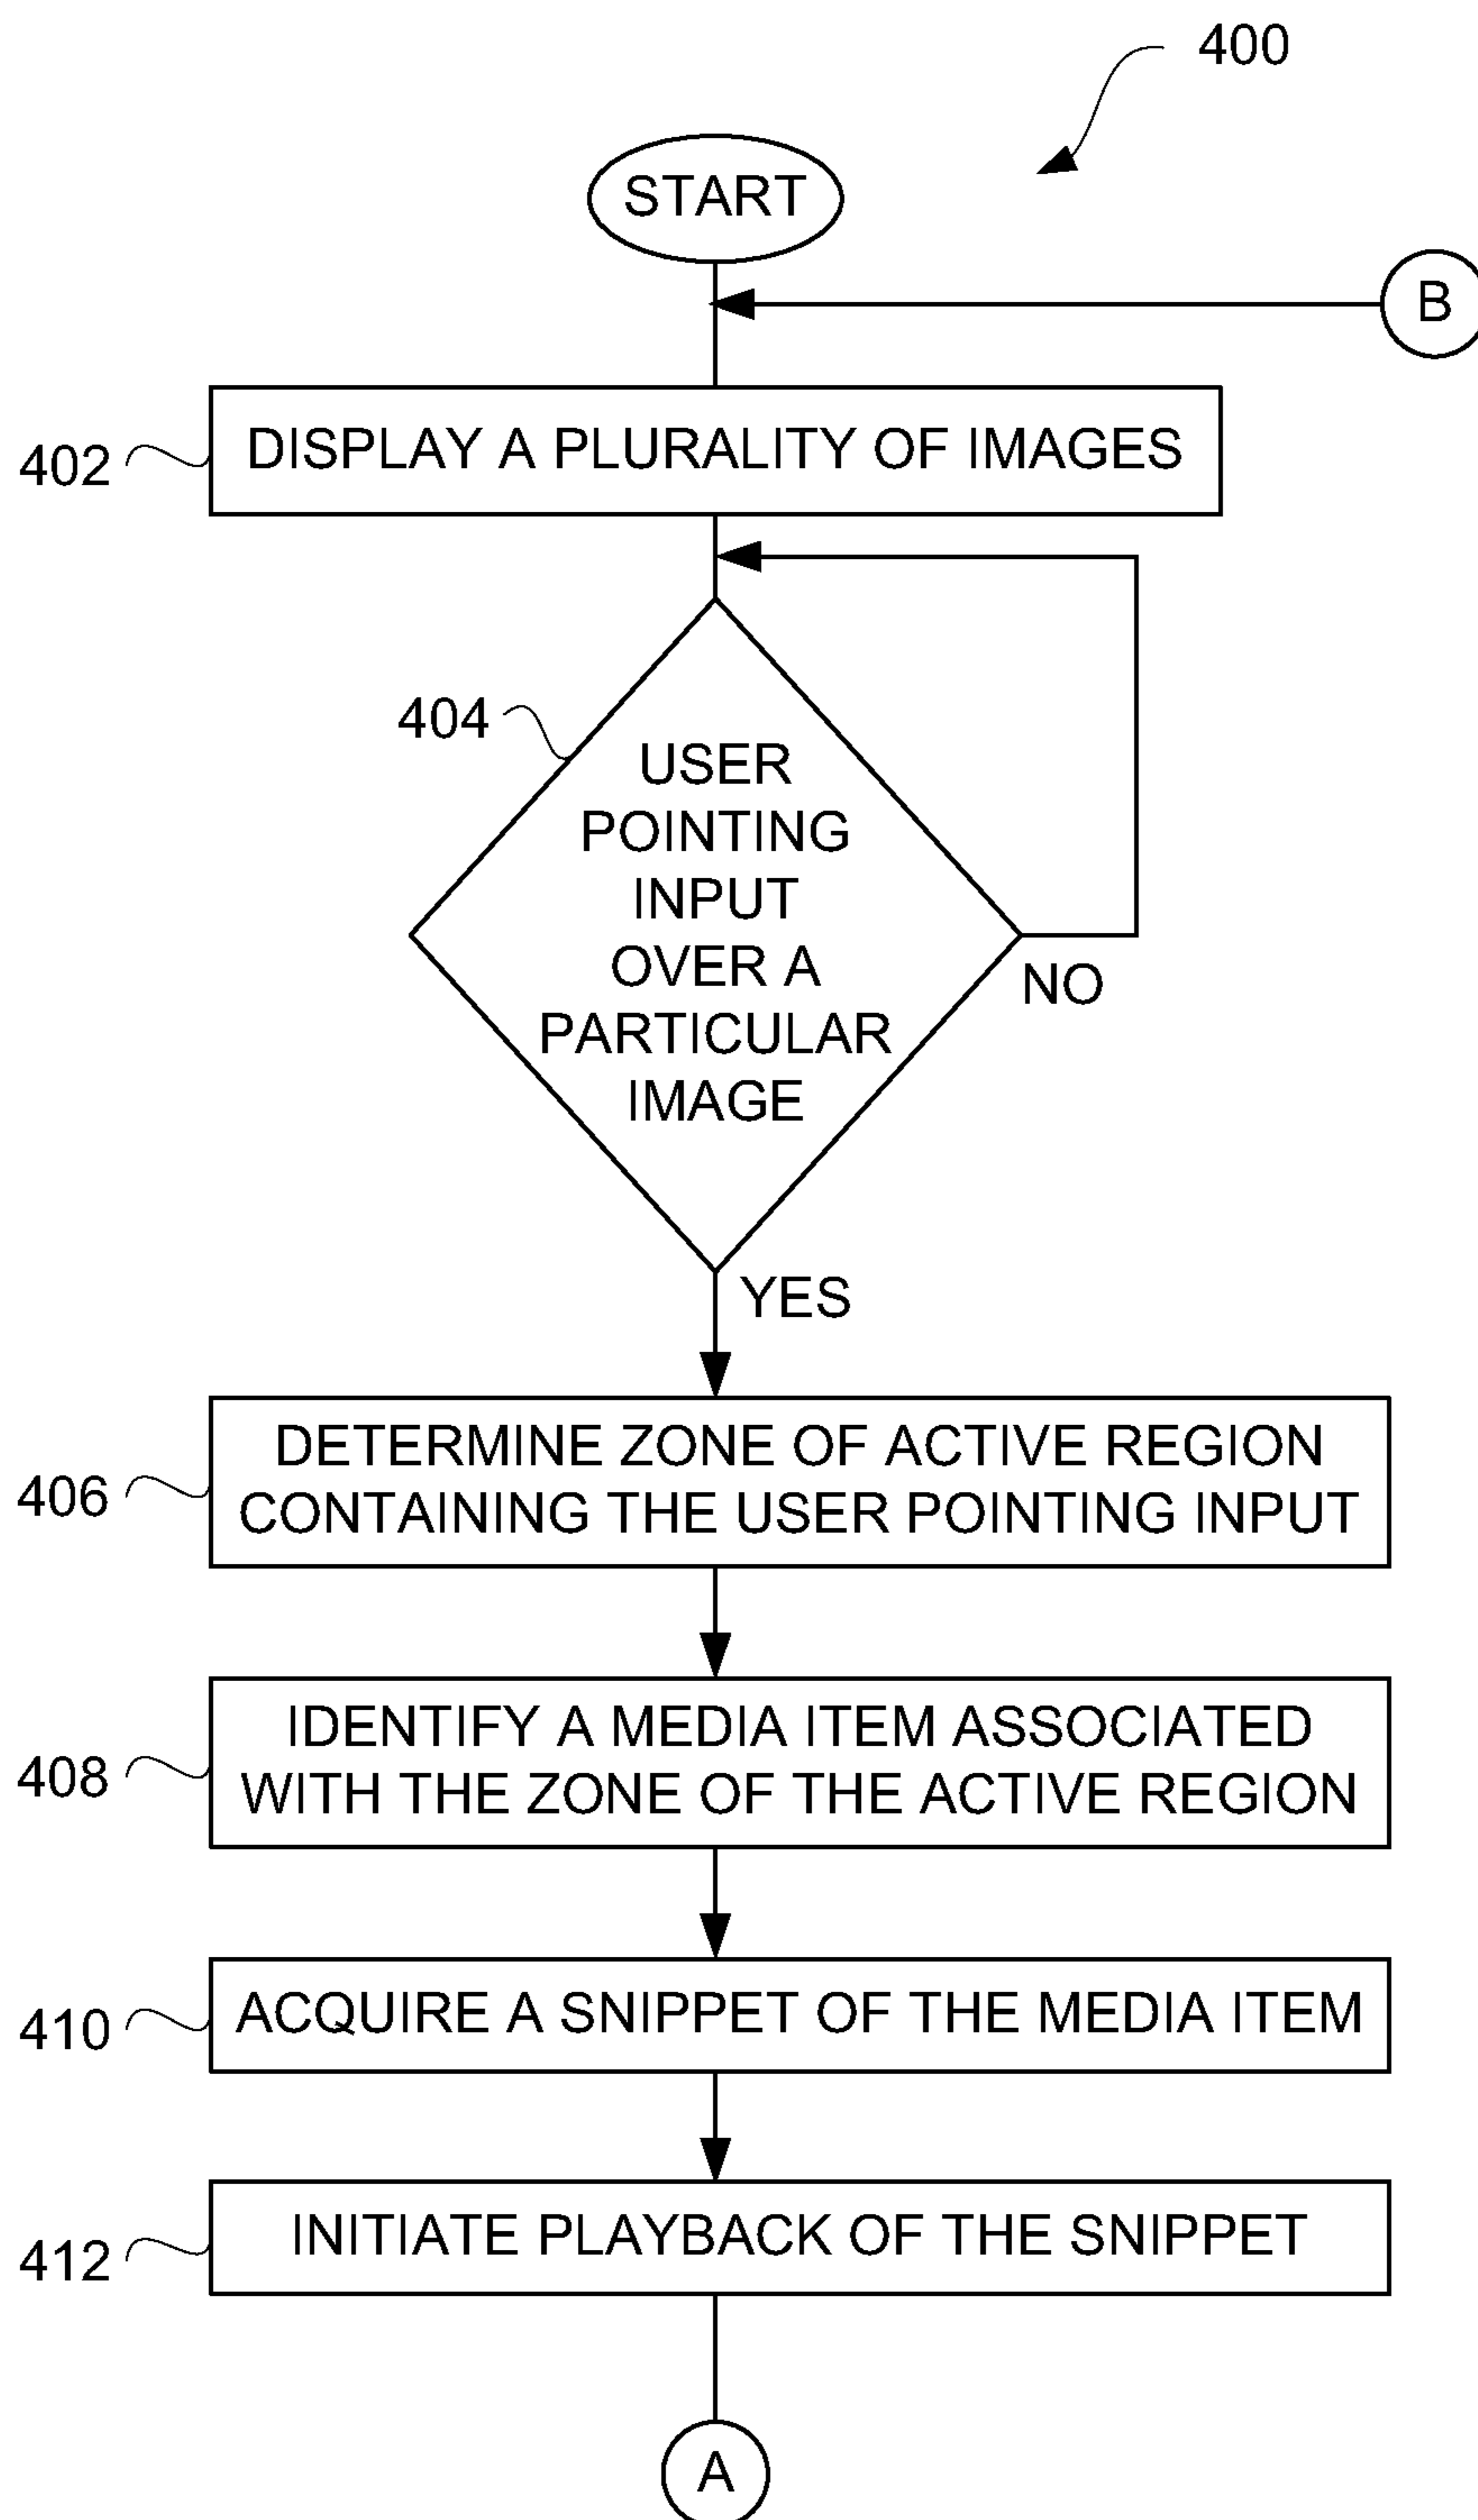 400
START
B
402
DISPLAY A PLURALITY OF IMAGES
404
USER
POINTING
INPUT
OVER A
PARTICULAR
IMAGE
NO
YES
406
DETERMINE ZONE OF ACTIVE REGION
CONTAINING THE USER POINTING INPUT
408
IDENTIFY A MEDIA ITEM ASSOCIATED
WITH THE ZONE OF THE ACTIVE REGION
410
ACQUIRE A SNIPPET OF THE MEDIA ITEM
412
INITIATE PLAYBACK OF THE SNIPPET
A